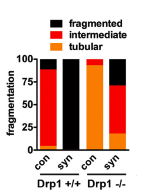 fragmented
intermediate
tubular
fragmentation
100
75
50
25
0
con syn con syn
Drp1 +/+ Drp1 -/-